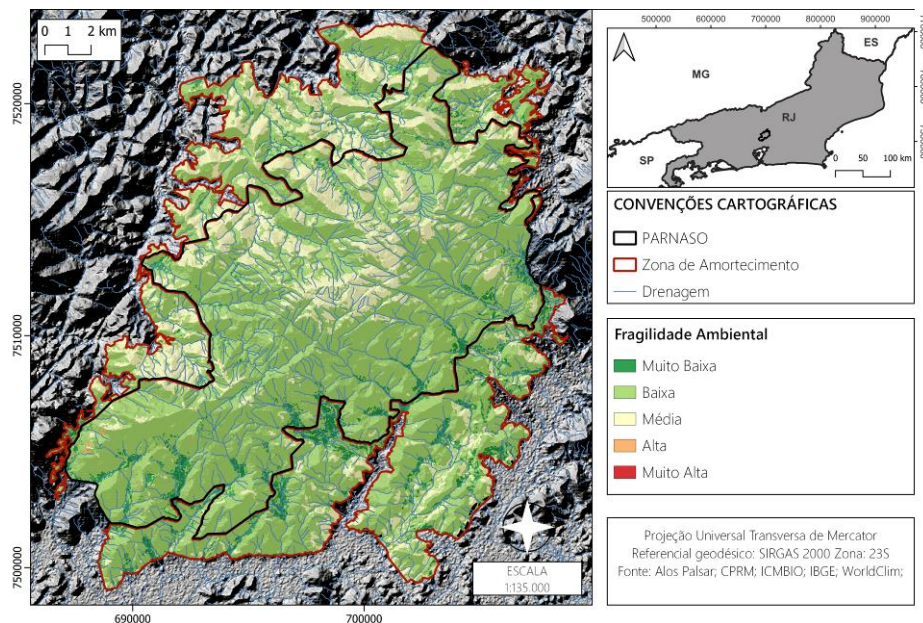 0 1 2 km
7520000
7510000
7500000
690000
700000
ESCALA
1:135.000
500000 600000 700000 800000 900000
ES
MG
RJ
SP
0 50 100 km
CONVENÇÕES CARTOGRÁFICAS
PARNASO
Zona de Amortecimento
Drenagem
Fragilidade Ambiental
Muito Baixa
Baixa
Média
Alta
Muito Alta
Projeção Universal Transversa de Mercator
Referencial geodésico: SIRGAS 2000 Zona: 23S
Fonte: Alos Palsar; CPRM; ICMBIO; IBGE; WorldClim;